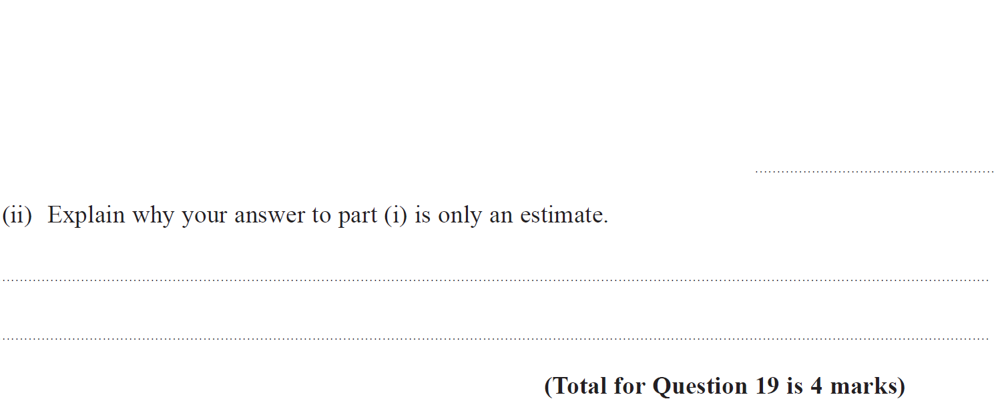 (ii) Explain why your answer to part (i) is only an estimate.
(Total for Question 19 is 4 marks)